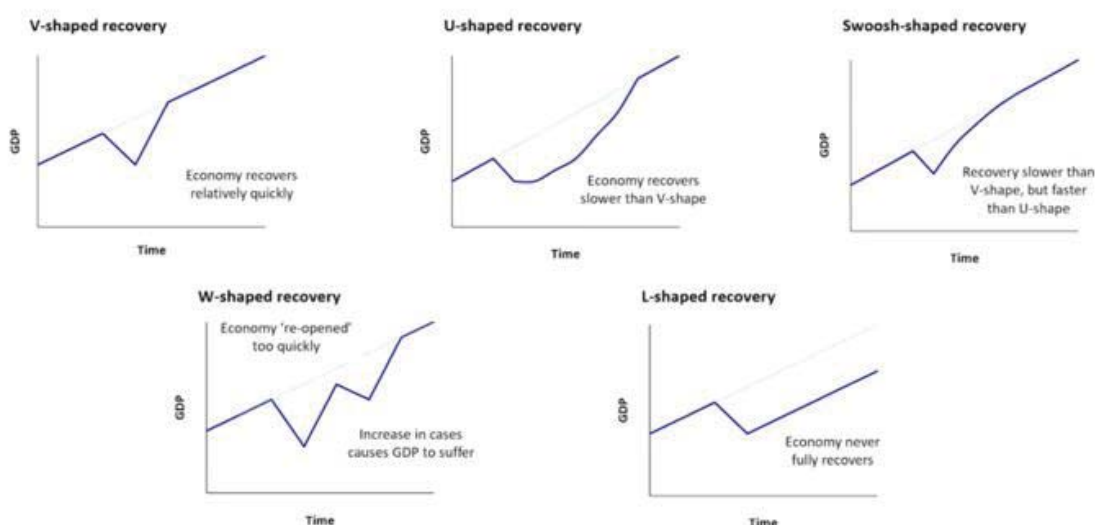 V-shaped recovery
GDP
Economy recovers
relatively quickly
Time
U-shaped recovery
GDP
Economy recovers
slower than V-shape
Time
Swoosh-shaped recovery
GDP
Recovery slower than
V-shape, but faster
than U-shape
Time
W-shaped recovery
Economy 're-opened'
too quickly
GDP
Increase in cases
causes GDP to suffer
Time
L-shaped recovery
GDP
Economy never
fully recovers
Time